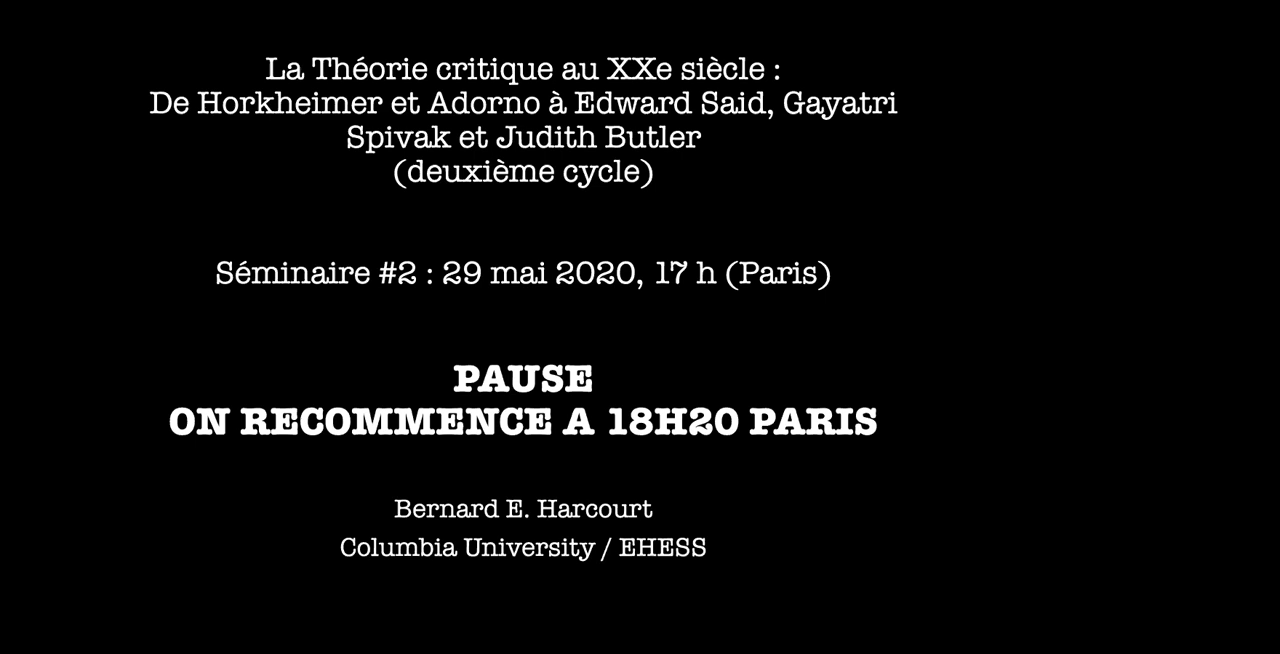 La Théorie critique au XXe siècle :
De Horkheimer et Adorno à Edward Said, Gayatri
Spivak et Judith Butler
(deuxième cycle)
Séminaire #2 : 29 mai 2020, 17 h (Paris)
PAUSE
ON RECOMMENCE A 18H20 PARIS
Bernard E. Harcourt
Columbia University / EHESS